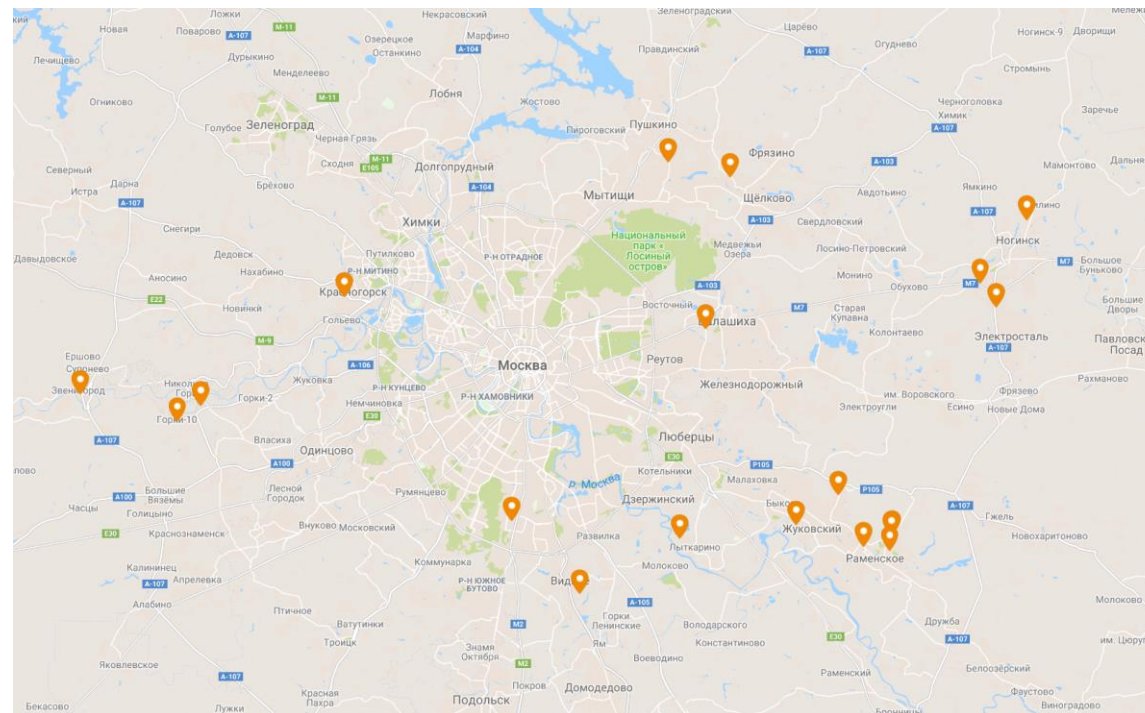 Ложки
Некрасовский
Зеленоградский
Новая
Поварово
А-107
М-11
Марфино
Царёво
Ногинск-9
Дворищи
Озерецкое
Останкино
А-104
Правдинский
А-107
Огуднево
Лечищево
Дурыкино
Менделеево
Стромынь
Огниково
М-11
Лобня
Жостово
Черноголовка
Химик
Заречье
Голубое
Зеленоград
Черная Грязь
Пироговский
Пушкино
А-107
Северный
Сходня
М-11
Е105
Долгопрудный
Фрязино
А-103
Мамонтово
Истра
Дарна
Брёхово
А-104
Мытищи
Щёлково
Авдотьино
Ямкино
А-107
А-107
Химки
А-103
Свердловский
Снегири
Национальный
парк «
Лосиный
остров»
Медвежьи
Озера
Ногинск
Давыдовское
Дедовск
Путилково
Р-Н ОТРАДНОЕ
Лосино-Петровский
Аносино
Нахабино
Р-Н МИТИНО
Монино
М7
Большое
Буньково
Е22
Красногорск
А-103
Обухово
М7
Новинки
Гольево
Восточный
М7
Старая
Купавна
Большие
Дворы
М-9
Балашиха
Колонтаево
Электросталь
А-107
Ершово
Супонево
А-106
Москва
Реутов
Звенигород
Жуковка
Р-Н КУНЦЕВО
Железнодорожный
Рахманово
Горки-2
Немчиновка
Р-Н ХАМОВНИКИ
им. Воровского
Фрязево
Горки-10
Е30
Электроугли
Есино
Новые Дома
А-107
Власиха
Одинцово
Люберцы
Е30
А100
Котельники
Р105
Большие
Вязёмы
Лесной
Городок
Румянцево
р. Москва
Дзержинский
Малаховка
А100
Р105
Часцы
Голицыно
А-107
Гжель
Е30
Краснознаменск
Внуково
Московский
Развилка
Лыткарино
Жуковский
Новохаритоново
Калининец
Коммунарка
Молоково
Раменское
А-107
Апрелевка
Р-Н ЮЖНОЕ
БУТОВО
А-105
Молоково
Алабино
Птичное
Ватутинки
М2
Горки
Ленинские
Володарского
Дружба
Троицк
Ям
Константиново
Е30
А-107
Яковлевское
Знамя
Октября
М2
Воеводино
Раменский
Белоозёрский
А-107
Покров
Домодедово
Красная
Пахра
Фаустово
Бекасово
Лужки
Подольск
Виноградово